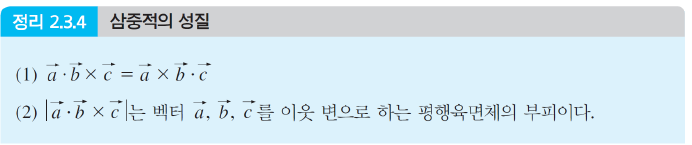 정리 2.3.4 삼중적의 성질
(1) $\vec{a} \cdot \vec{b} \times \vec{c} = \vec{a} \times \vec{b} \cdot \vec{c}$
(2) $|\vec{a} \cdot \vec{b} \times \vec{c}|$는 벡터 $\vec{a}$, $\vec{b}$, $\vec{c}$를 이웃 변으로 하는 평행육면체의 부피이다.